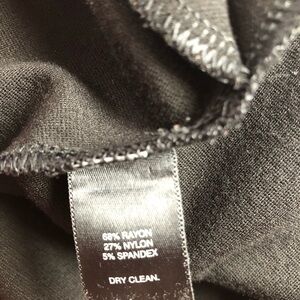 68% RAYON
27% NYLON
5% SPANDEX
DRY CLEAN.